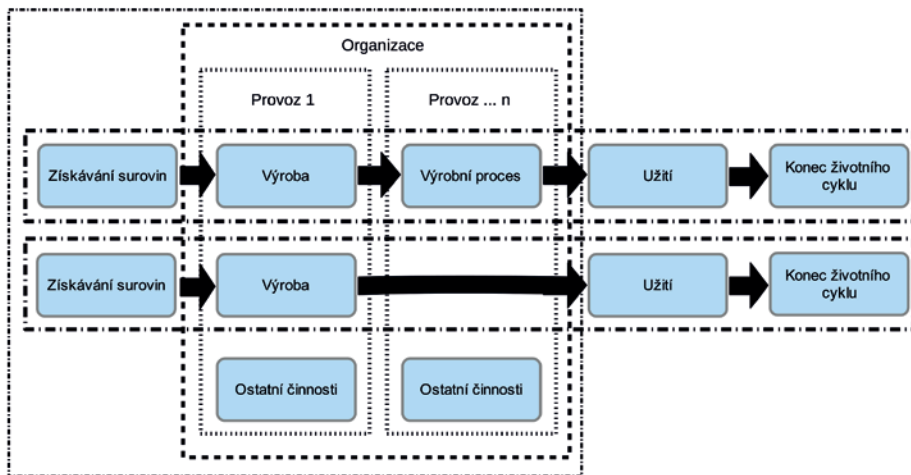 Organizace
Provoz 1
Provoz ... n
Získávání surovin
Výroba
Výrobní proces
Užití
Konec životního
cyklu
Získávání surovin
Výroba
Užití
Konec životního
cyklu
Ostatní činnosti
Ostatní činnosti